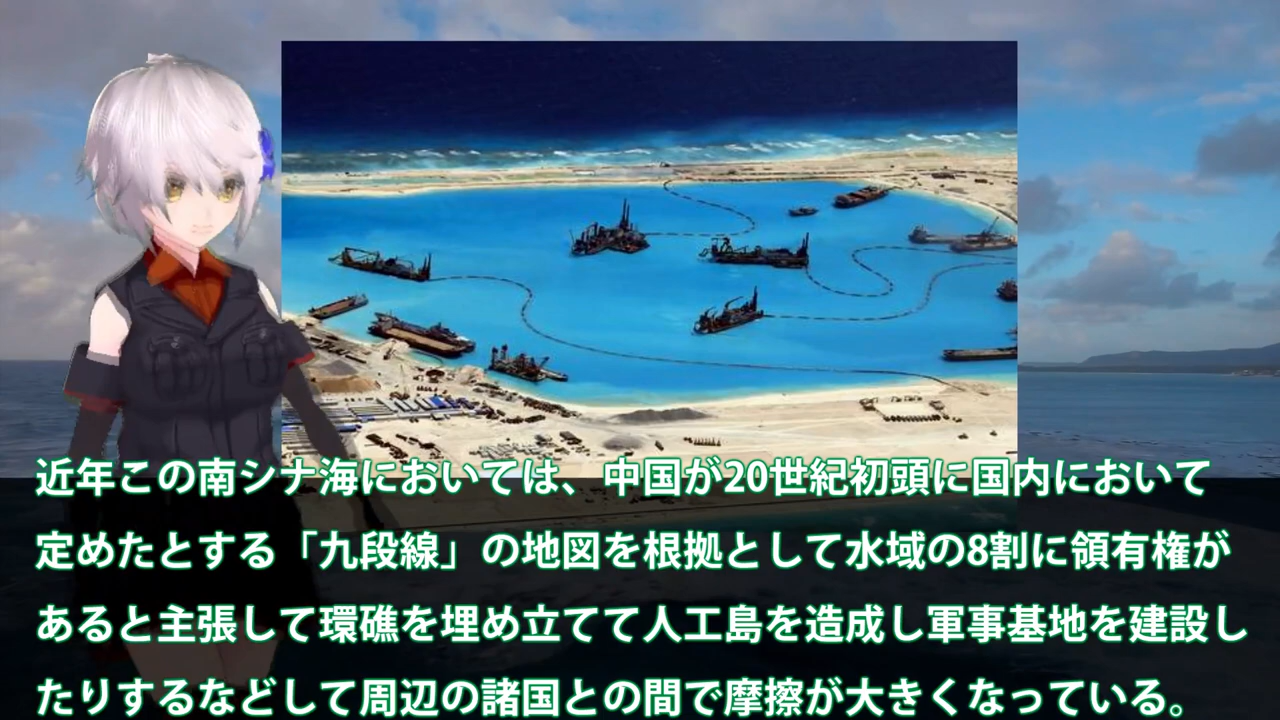 近年この南シナ海においては、中国が20世紀初頭に国内において
定めたとする「九段線」の地図を根拠として水域の8割に領有権が
あると主張して環礁を埋め立てて人工島を造成し軍事基地を建設し
たりするなどして周辺の諸国との間で摩擦が大きくなっている。